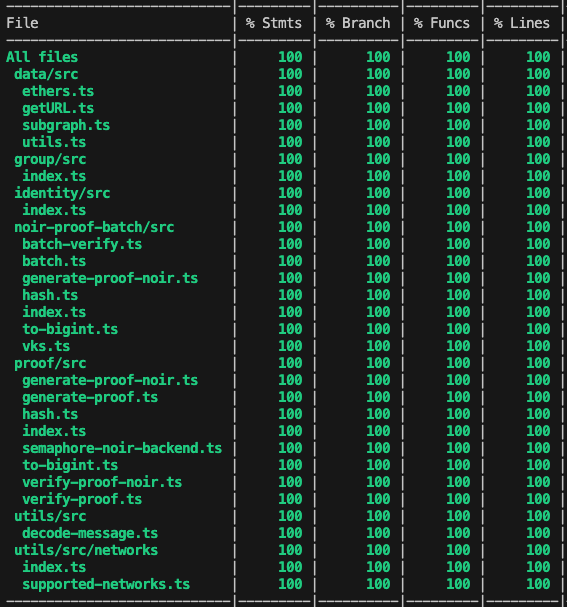 File | % Stmts | % Branch | % Funcs | % Lines |
All files | 100 | 100 | 100 | 100 |
data/src | 100 | 100 | 100 | 100 |
ethers.ts | 100 | 100 | 100 | 100 |
getURL.ts | 100 | 100 | 100 | 100 |
subgraph.ts | 100 | 100 | 100 | 100 |
utils.ts | 100 | 100 | 100 | 100 |
group/src | 100 | 100 | 100 | 100 |
index.ts | 100 | 100 | 100 | 100 |
identity/src | 100 | 100 | 100 | 100 |
index.ts | 100 | 100 | 100 | 100 |
noir-proof-batch/src | 100 | 100 | 100 | 100 |
batch-verify.ts | 100 | 100 | 100 | 100 |
batch.ts | 100 | 100 | 100 | 100 |
generate-proof-noir.ts | 100 | 100 | 100 | 100 |
hash.ts | 100 | 100 | 100 | 100 |
index.ts | 100 | 100 | 100 | 100 |
to-bigint.ts | 100 | 100 | 100 | 100 |
vks.ts | 100 | 100 | 100 | 100 |
proof/src | 100 | 100 | 100 | 100 |
generate-proof-noir.ts | 100 | 100 | 100 | 100 |
generate-proof.ts | 100 | 100 | 100 | 100 |
hash.ts | 100 | 100 | 100 | 100 |
index.ts | 100 | 100 | 100 | 100 |
semaphore-noir-backend.ts | 100 | 100 | 100 | 100 |
to-bigint.ts | 100 | 100 | 100 | 100 |
verify-proof-noir.ts | 100 | 100 | 100 | 100 |
verify-proof.ts | 100 | 100 | 100 | 100 |
utils/src | 100 | 100 | 100 | 100 |
decode-message.ts | 100 | 100 | 100 | 100 |
utils/src/networks | 100 | 100 | 100 | 100 |
index.ts | 100 | 100 | 100 | 100 |
supported-networks.ts | 100 | 100 | 100 | 100 |